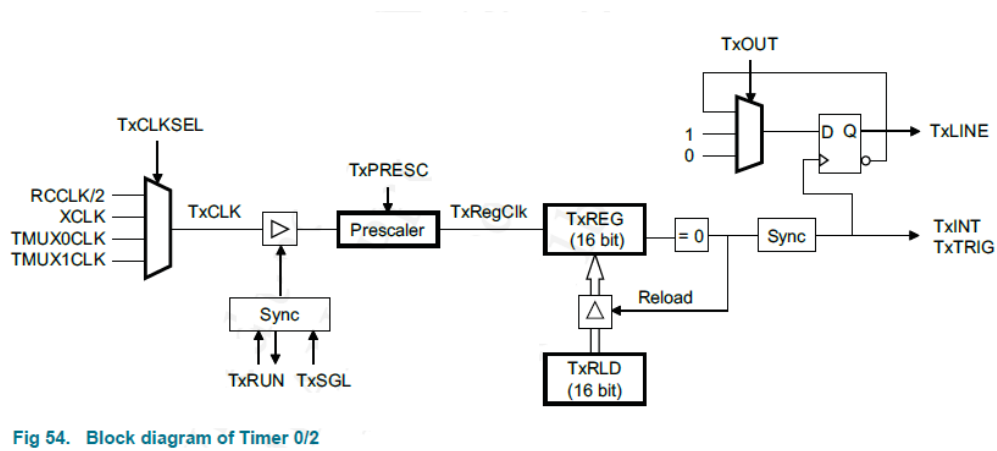 TxOUT
TxCLKSEL
1
0
D Q
TxLINE
TxPRESC
RCCLK/2
XCLK
TMUX0CLK
TMUX1CLK
TxCLK
Prescaler
TxRegClk
TxREG
(16 bit)
= 0
Sync
TxINT
TxTRIG
Sync
Reload
TxRUN TxSGL
TxRLD
(16 bit)
Fig 54. Block diagram of Timer 0/2